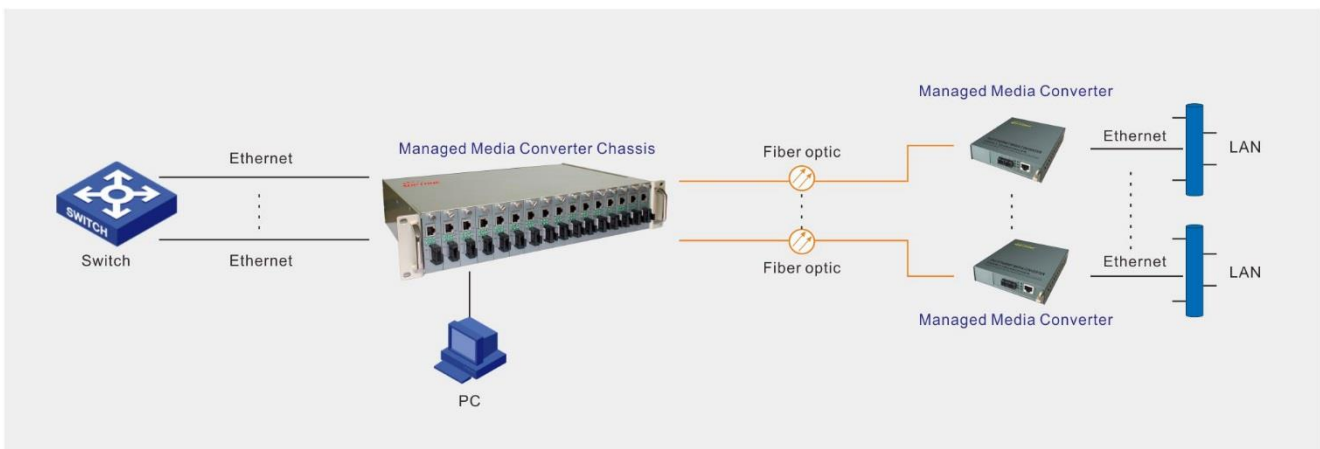 Managed Media Converter
Ethernet
Managed Media Converter Chassis
Fiber optic
Ethernet
LAN
SWITCH
Switch
Ethernet
Fiber optic
Ethernet
LAN
PC
Managed Media Converter